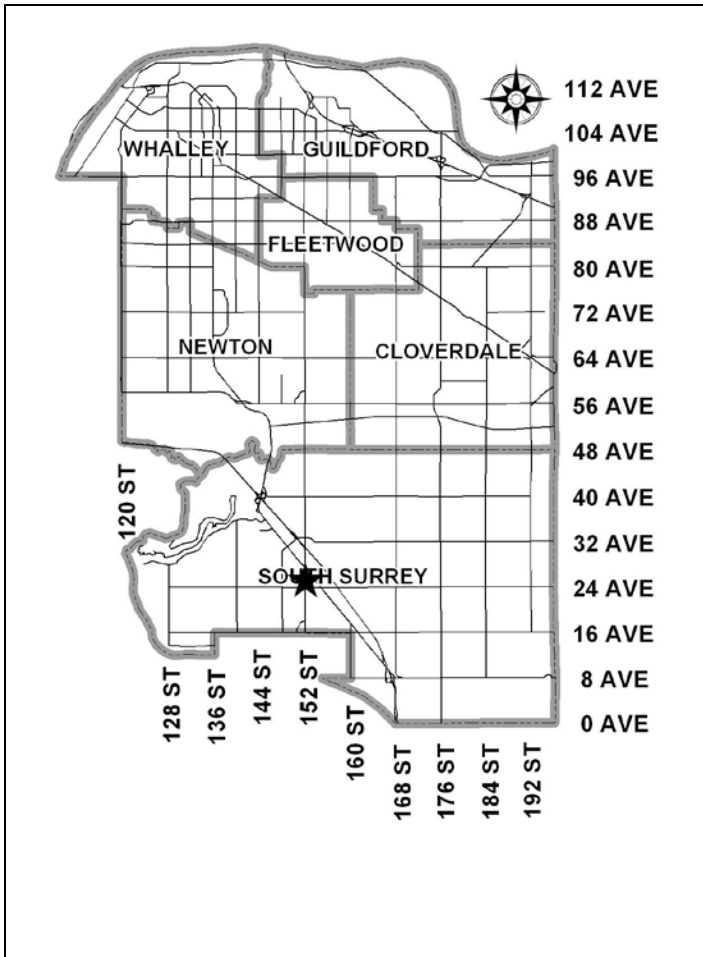 112 AVE
104 AVE
WHALLEY
GUILDFORD
96 AVE
88 AVE
FLEETWOOD
80 AVE
72 AVE
NEWTON
CLOVERDALE
64 AVE
56 AVE
48 AVE
120 ST
40 AVE
32 AVE
SOUTH SURREY
24 AVE
16 AVE
8 AVE
0 AVE
128 ST
136 ST
144 ST
152 ST
160 ST
168 ST
176 ST
184 ST
192 ST